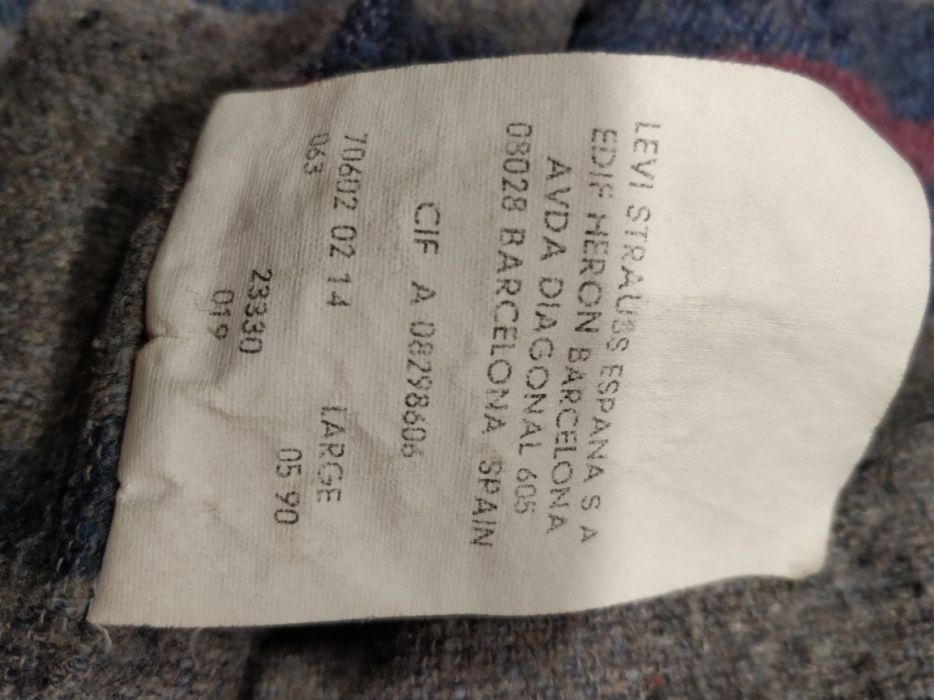 LEVI STRAUSS ESPANA S A
EDIF HERON BARCELONA
AVDA DIAGONAL 605
08028 BARCELONA SPAIN
CIF A 08298606
70602 02 14 LARGE
063 05 90
23330
019